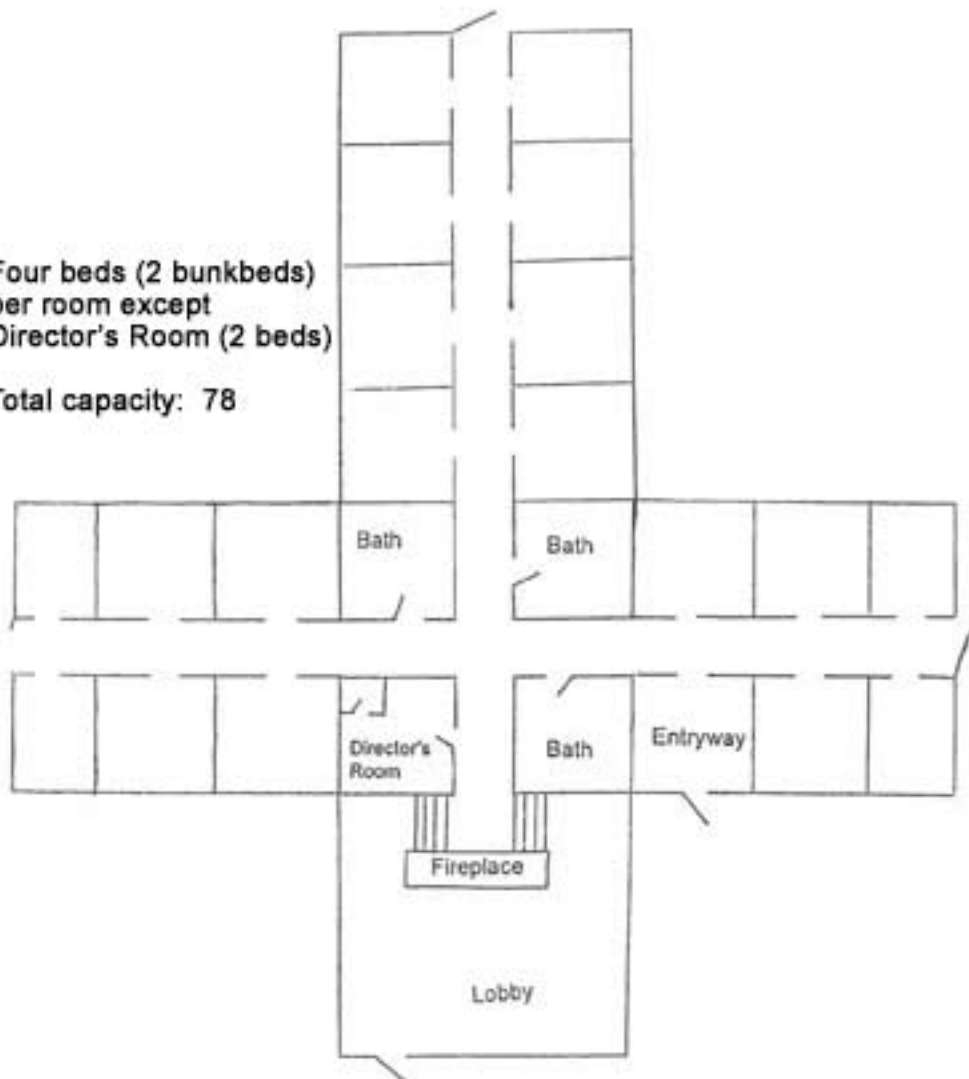 Four beds (2 bunkbeds)
per room except
Director's Room (2 beds)
Total capacity: 78
Bath
Bath
Director's
Room
Bath
Entryway
Fireplace
Lobby